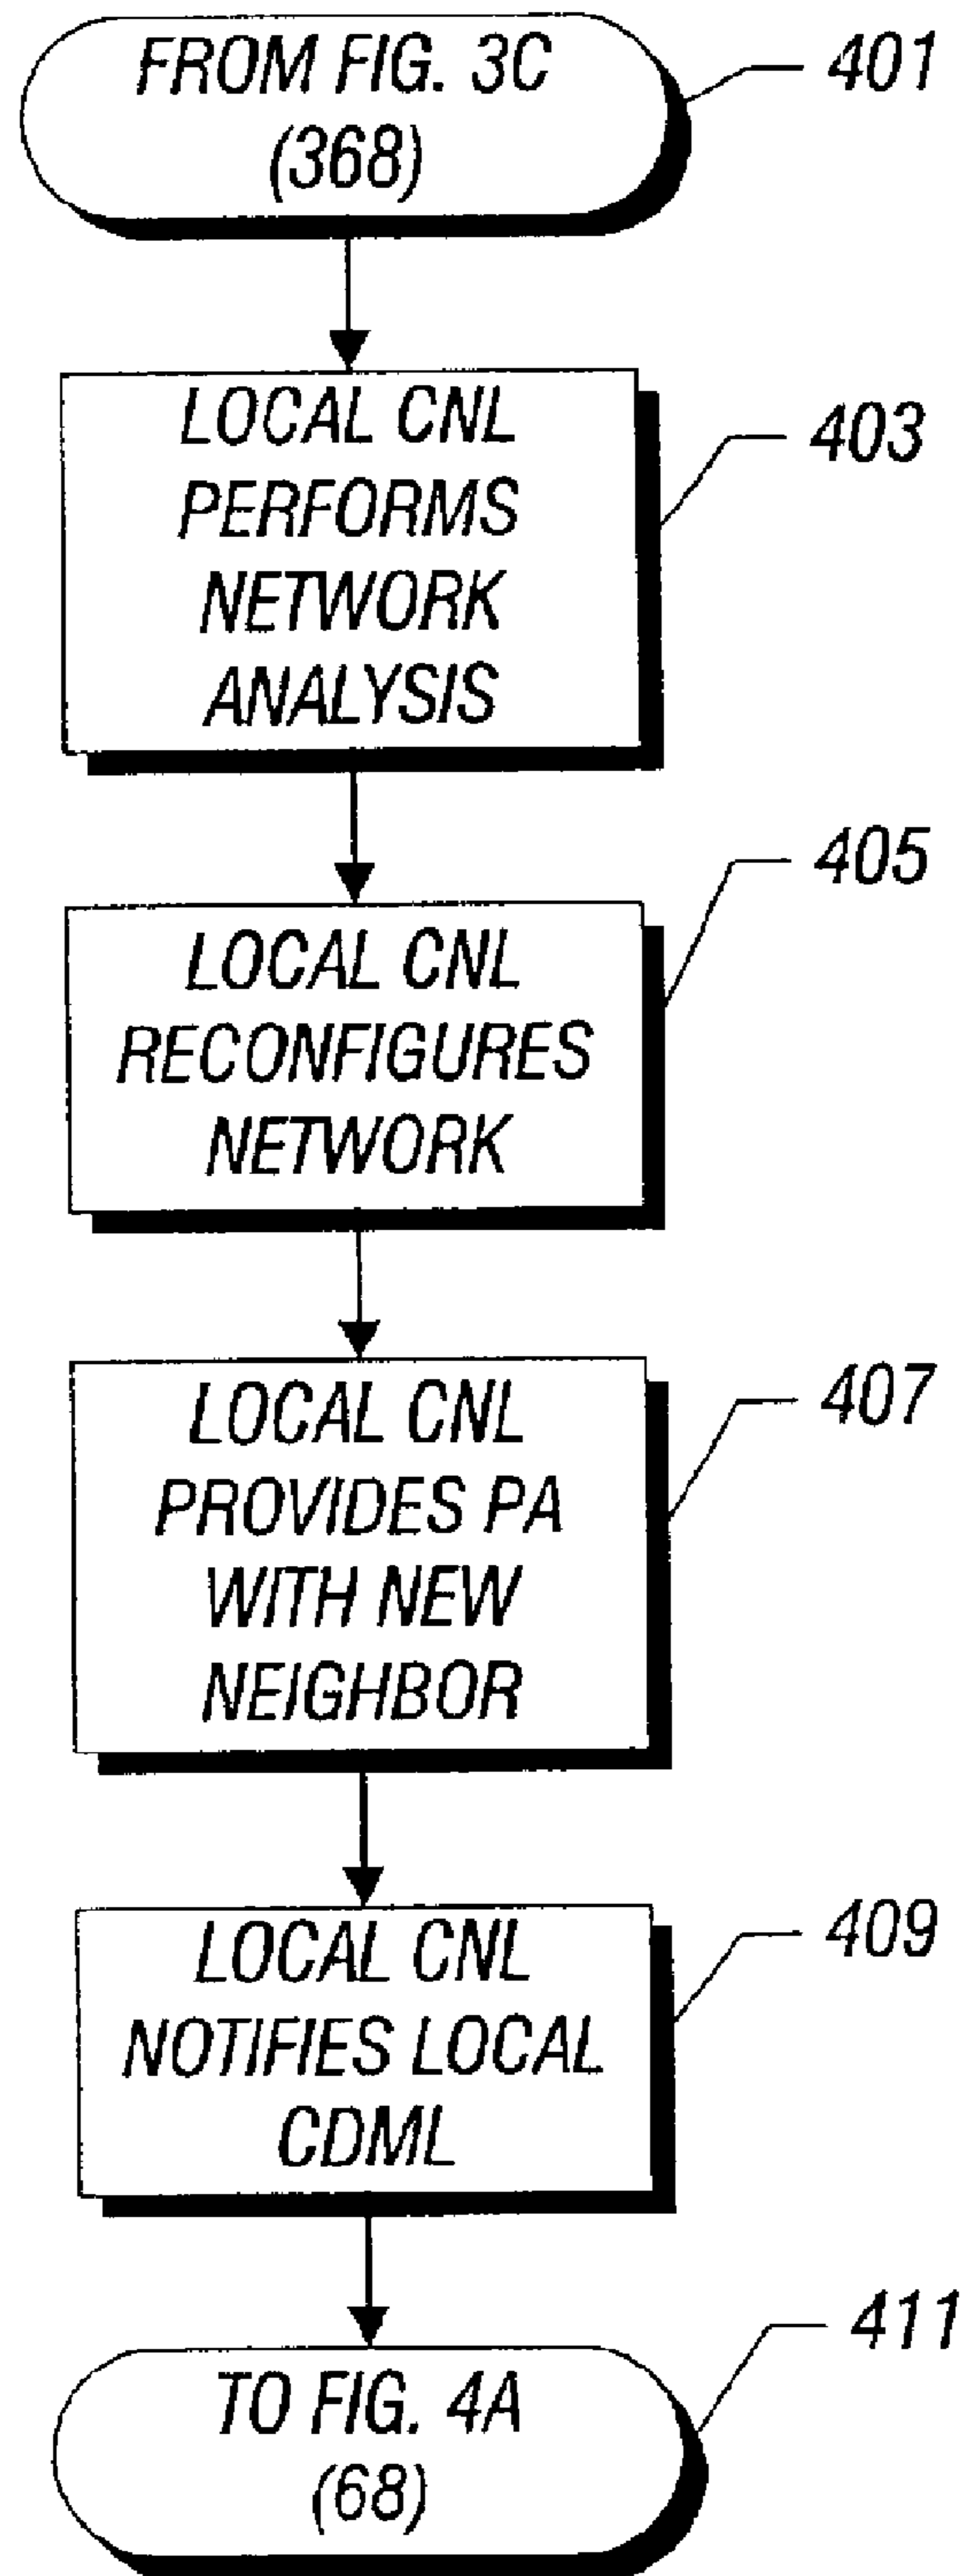 FROM FIG. 3C
(368)
401
LOCAL CNL
PERFORMS
NETWORK
ANALYSIS
403
LOCAL CNL
RECONFIGURES
NETWORK
405
LOCAL CNL
PROVIDES PA
WITH NEW
NEIGHBOR
407
LOCAL CNL
NOTIFIES LOCAL
CDML
409
TO FIG. 4A
(68)
411